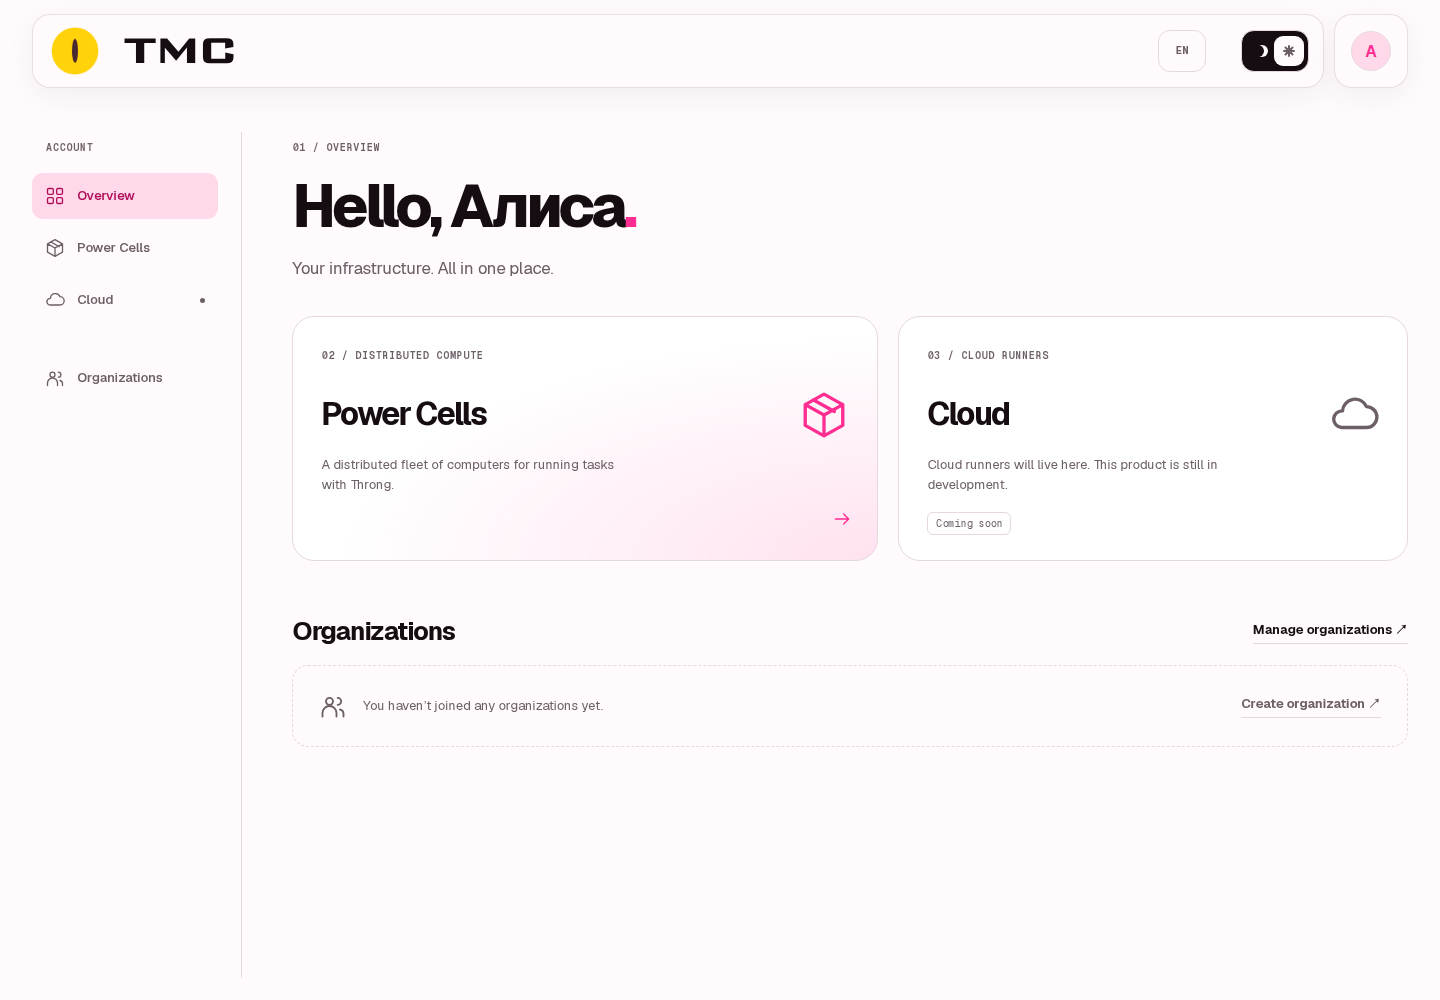 TMC
EN
A
ACCOUNT
Overview
Power Cells
Cloud
Organizations
01 / OVERVIEW
Hello, Алиса.
Your infrastructure. All in one place.
02 / DISTRIBUTED COMPUTE
Power Cells
A distributed fleet of computers for running tasks
with Throng.
03 / CLOUD RUNNERS
Cloud
Cloud runners will live here. This product is still in
development.
Coming soon
Organizations
Manage organizations ↗
You haven't joined any organizations yet.
Create organization ↗